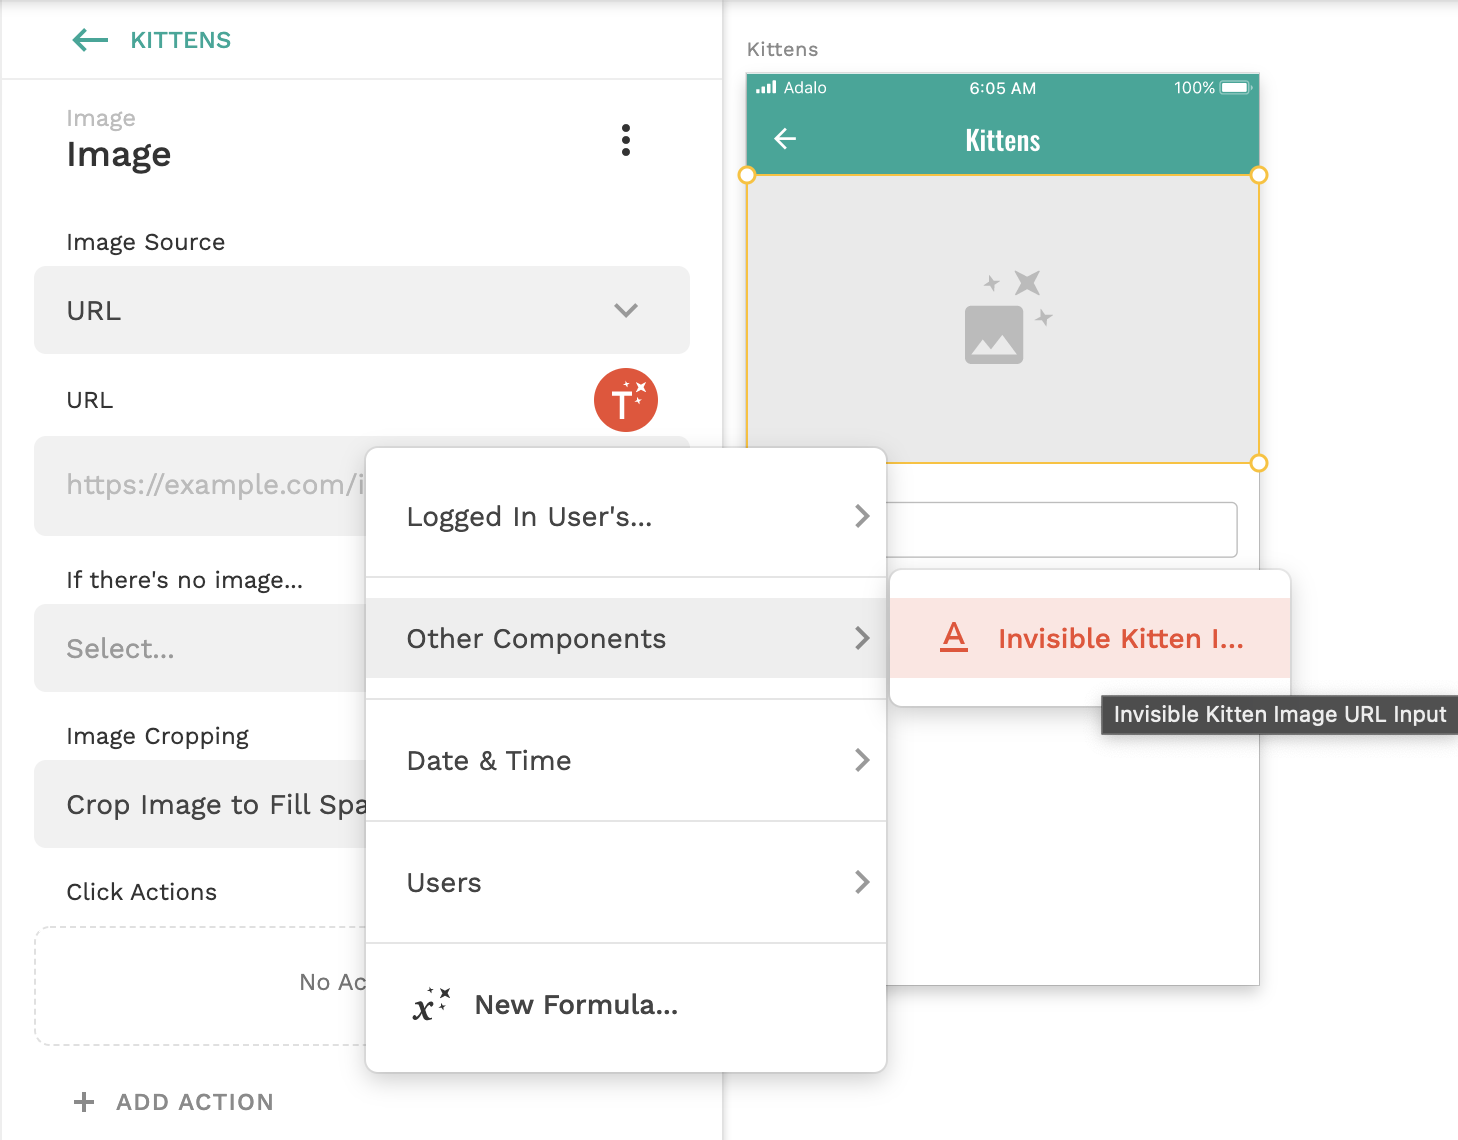 KITTENS
Image
Image
Image Source
URL
URL
https://example.com/i
If there's no image...
Select...
Image Cropping
Crop Image to Fill Spa
Click Actions
No Ac
ADD ACTION
Logged In User's...
Other Components
Date & Time
Users
New Formula...
Invisible Kitten I...
Invisible Kitten Image URL Input
Kittens
Adalo 6:05 AM 100%
Kittens